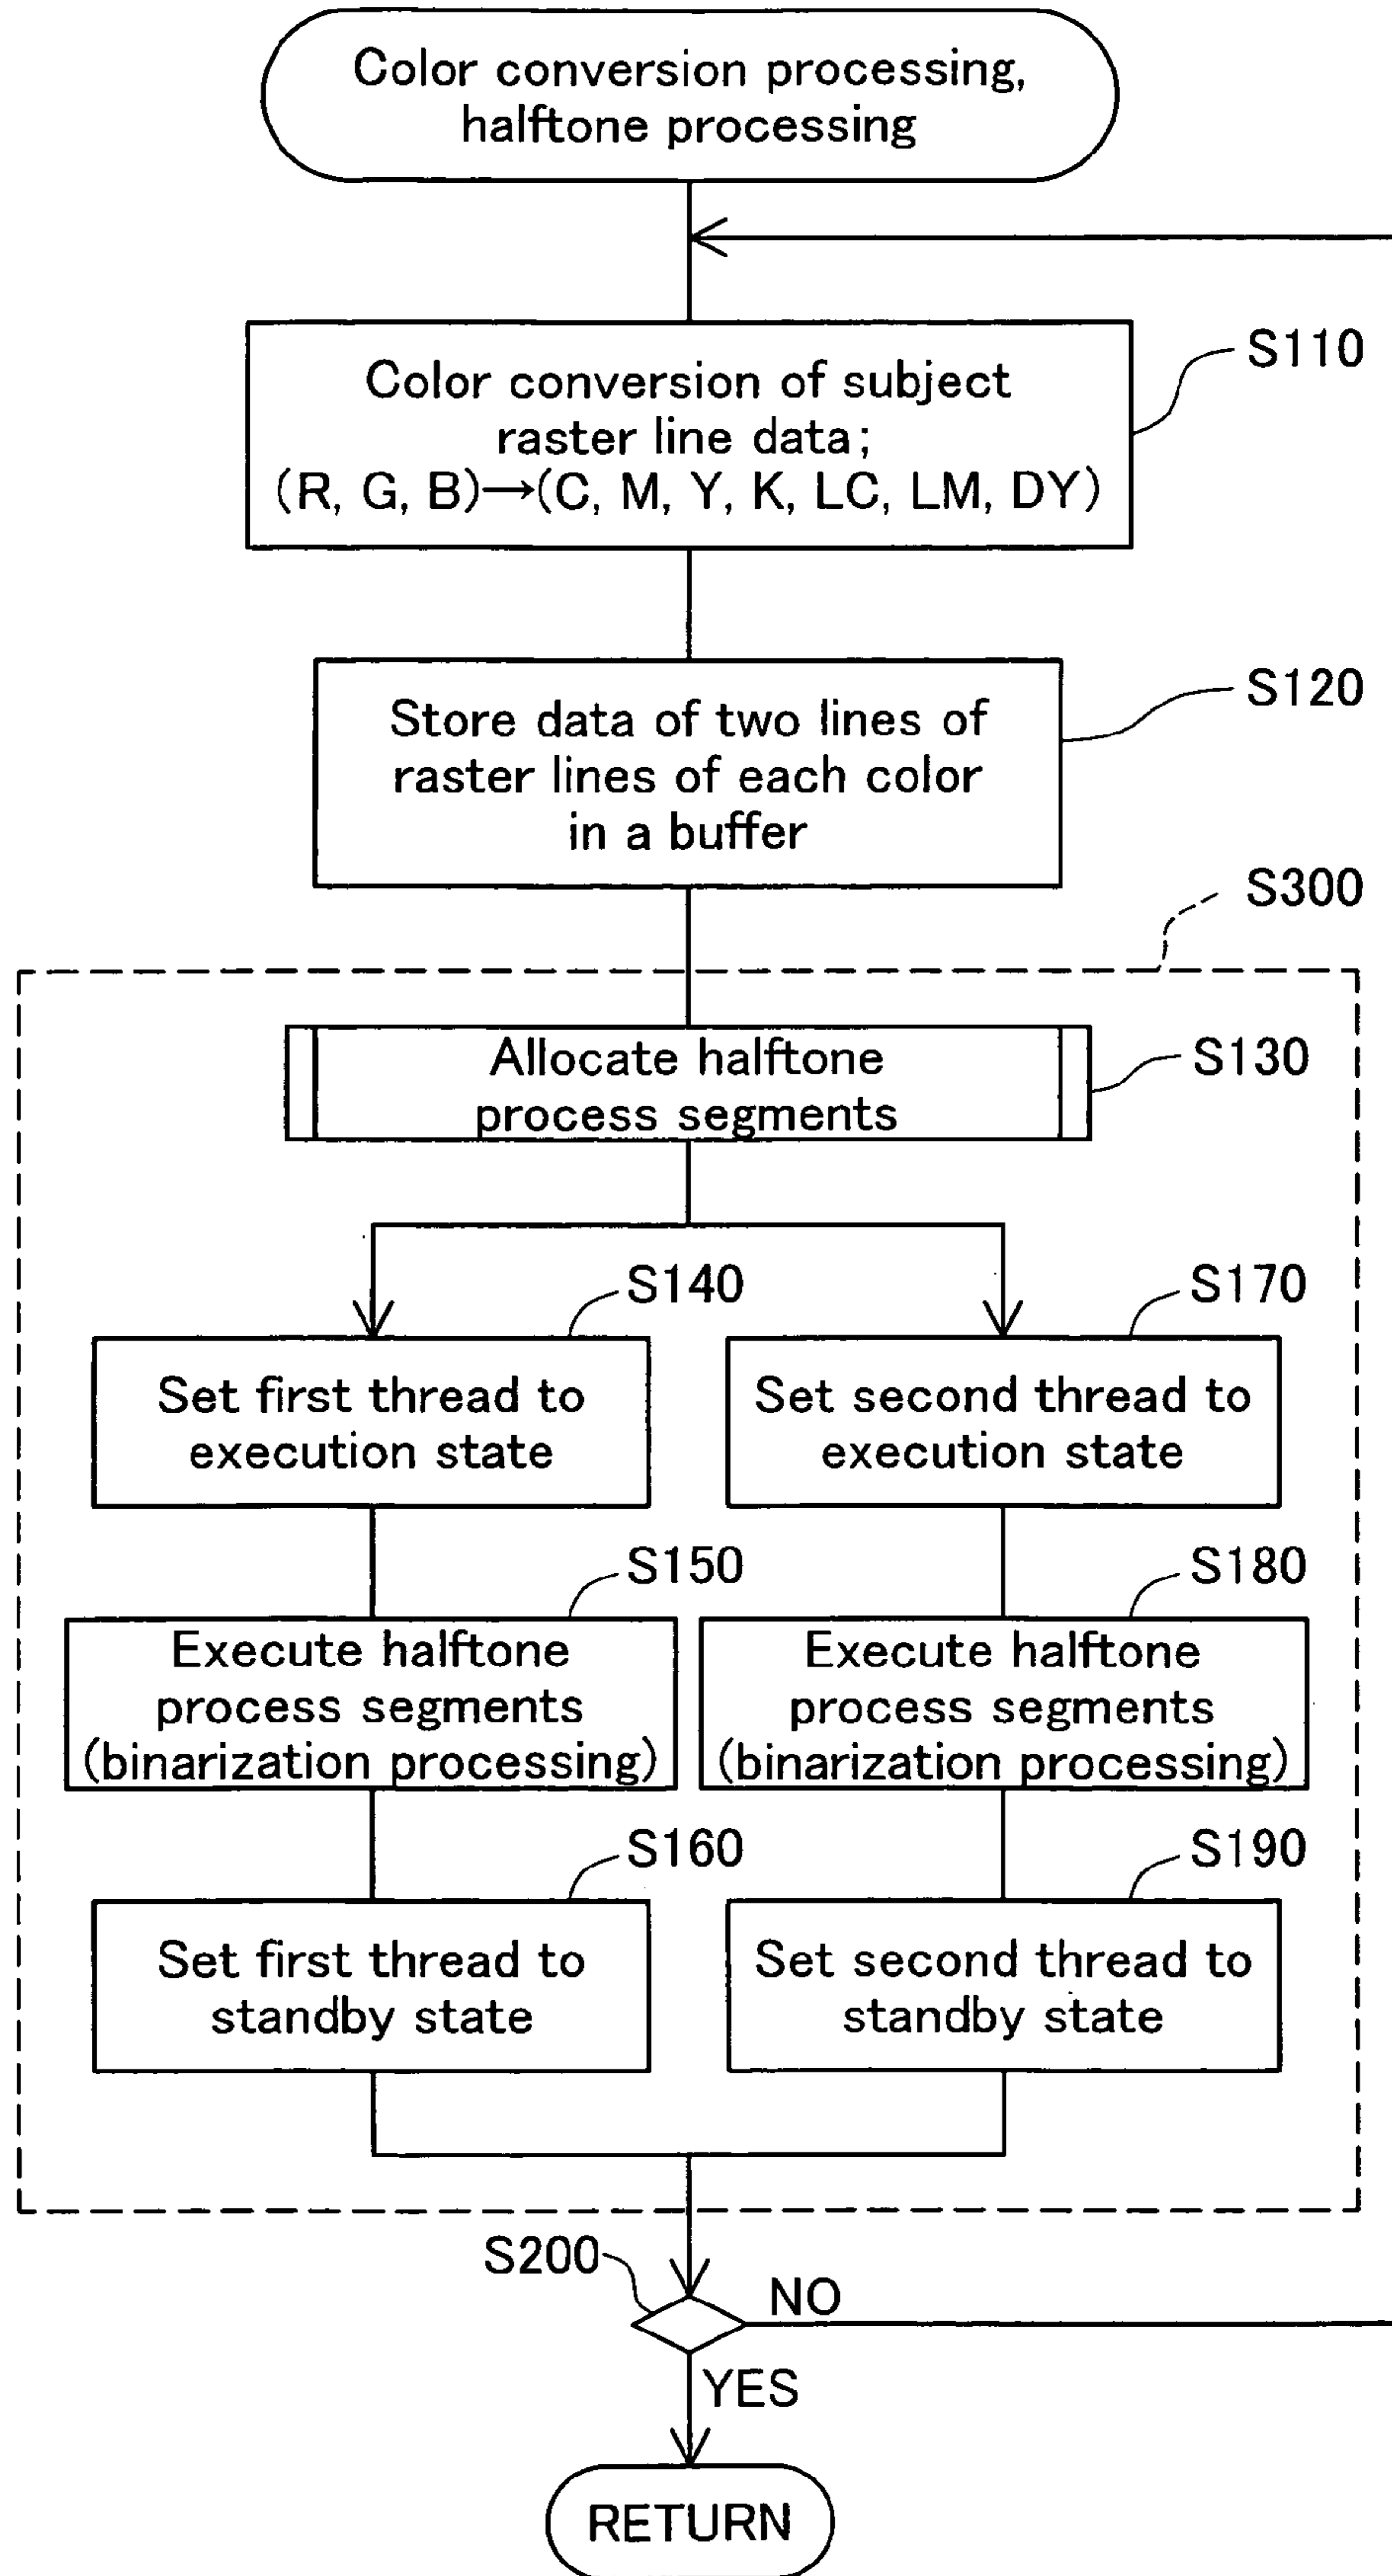 Color conversion processing,
halftone processing
S110
Color conversion of subject
raster line data;
(R, G, B)→(C, M, Y, K, LC, LM, DY)
S120
Store data of two lines of
raster lines of each color
in a buffer
S300
Allocate halftone
process segments
S130
S140
S170
Set first thread to
execution state
Set second thread to
execution state
S150
S180
Execute halftone
process segments
(binarization processing)
Execute halftone
process segments
(binarization processing)
S160
S190
Set first thread to
standby state
Set second thread to
standby state
S200
NO
YES
RETURN